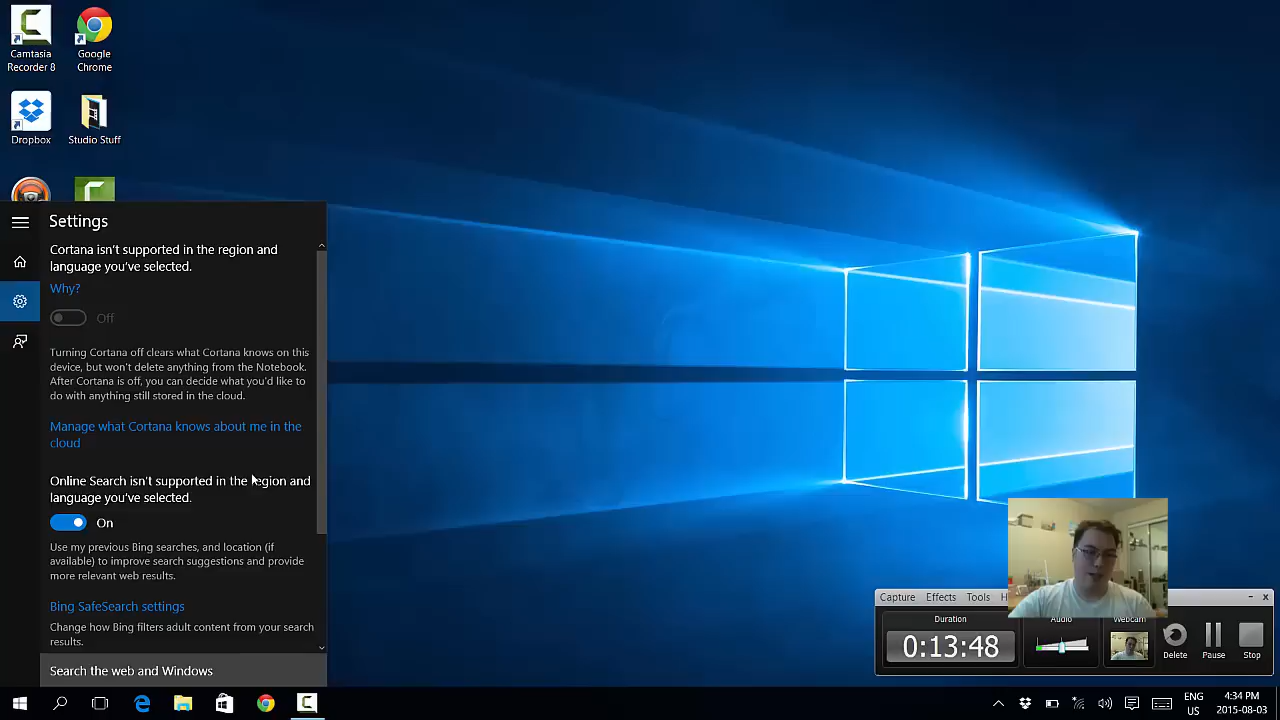 Camtasia
Recorder 8
Google
Chrome
Dropbox
Studio Stuff
Settings
Cortana isn't supported in the region and
language you've selected.
Why?
Off
Turning Cortana off clears what Cortana knows on this
device, but won't delete anything from the Notebook.
After Cortana is off, you can decide what you'd like to
do with anything still stored in the cloud.
Manage what Cortana knows about me in the
cloud
Online Search isn't supported in the region and
language you've selected.
On
Use my previous Bing searches, and location (if
available) to improve search suggestions and provide
more relevant web results.
Bing SafeSearch settings
Change how Bing filters adult content from your search
results.
Search the web and Windows
Capture Effects Tools
Duration
Audio
Webcam
0:13:48
Delete
Pause
Stop
ENG
US
4:34 PM
2015-08-03